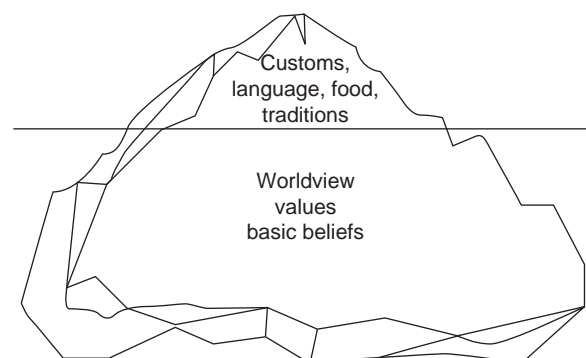 Customs,
language, food,
traditions
Worldview
values
basic beliefs